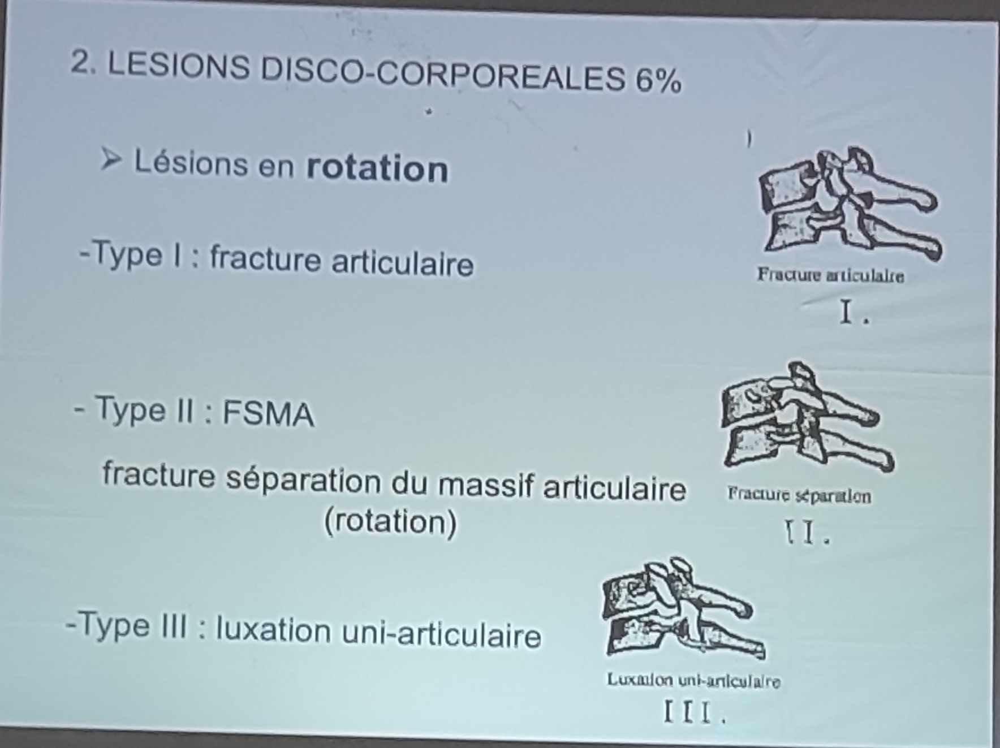 2. LESIONS DISCO-CORPOREALES 6%
➢ Lésions en rotation
-Type I : fracture articulaire
Fracture articulaire
I.
- Type II : FSMA
fracture séparation du massif articulaire
(rotation)
Fracture séparation
II.
-Type III : luxation uni-articulaire
Luxation uni-articulaire
III.